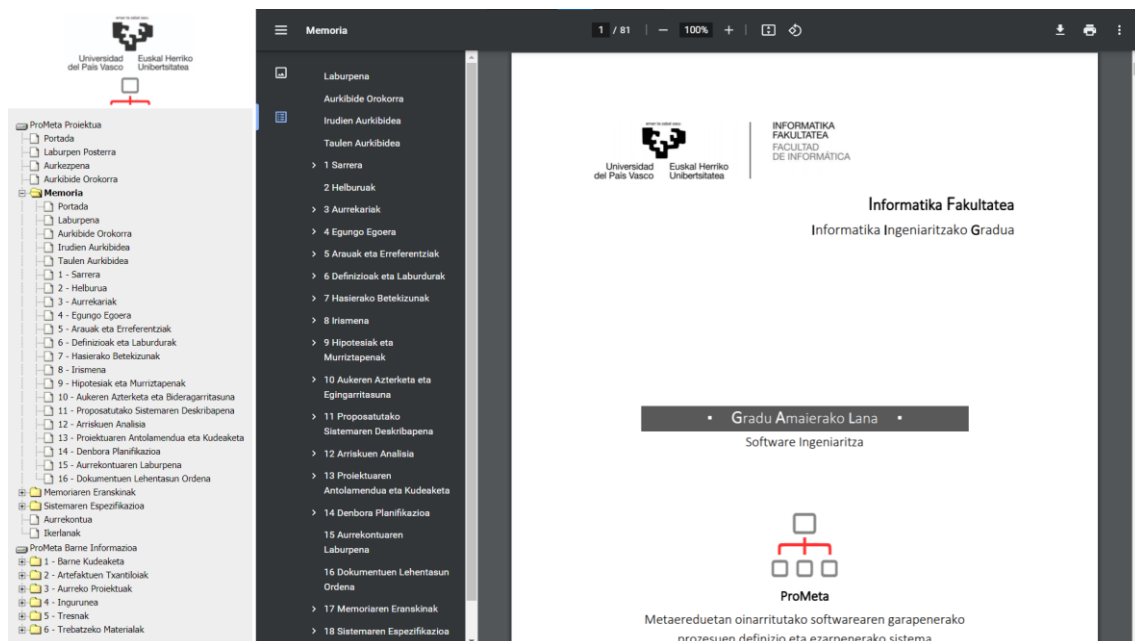 Universidad del País Vasco
Euskal Herriko Unibertsitatea
ProMeta Proiektua
Portada
Laburpen Posterra
Aurkezpena
Aurkibide Orokorra
Memoria
Portada
Laburpena
Aurkibide Orokorra
Irudien Aurkibidea
Taulen Aurkibidea
1 - Sarrera
2 - Helburua
3 - Aurrekariak
4 - Egungo Egoera
5 - Arauak eta Erreferentziak
6 - Definizioak eta Laburdurak
7 - Hasierako Betekizunak
8 - Irismena
9 - Hipotesiak eta Murriztapenak
10 - Aukeren Azterketa eta Bideragarritasuna
11 - Proposatutako Sistemaren Deskribapena
12 - Arriskuen Analisia
13 - Proiektuaren Antolamendua eta Kudeaketa
14 - Denbora Planifikazioa
15 - Aurrekontuaren Laburpena
16 - Dokumentuen Lehentasun Ordena
Memoriaren Eranskinak
Sistemaren Espezifikazioa
Aurrekontua
Ikerlanak
ProMeta Barne Informazioa
1 - Barne Kudeaketa
2 - Artefaktuen Txantiloiak
3 - Aurreko Proiektuak
4 - Ingurunea
5 - Tresnak
6 - Trebatzeko Materialak
Memoria
1 / 81
100%
Laburpena
Aurkibide Orokorra
Irudien Aurkibidea
Taulen Aurkibidea
1 Sarrera
2 Helburuak
3 Aurrekariak
4 Egungo Egoera
5 Arauak eta Erreferentziak
6 Definizioak eta Laburdurak
7 Hasierako Betekizunak
8 Irismena
9 Hipotesiak eta
Murriztapenak
10 Aukeren Azterketa eta
Egingarritasuna
11 Proposatutako
Sistemaren Deskribapena
12 Arriskuen Analisia
13 Proiektuaren
Antolamendua eta Kudeaketa
14 Denbora Planifikazioa
15 Aurrekontuaren
Laburpena
16 Dokumentuen Lehentasun
Ordena
17 Memoriaren Eranskinak
18 Sistemaren Espezifikazioa
Universidad del País Vasco
Euskal Herriko Unibertsitatea
INFORMATIKA
FAKULTATEA
FACULTAD
DE INFORMÁTICA
Informatika Fakultatea
Informatika Ingeniaritzako Gradua
▪ Gradu Amaierako Lana ▪
Software Ingeniaritza
ProMeta
Metaereduetan oinarritutako softwarearen garapenerako
prozesuen definizio eta ezarpenerako sistema